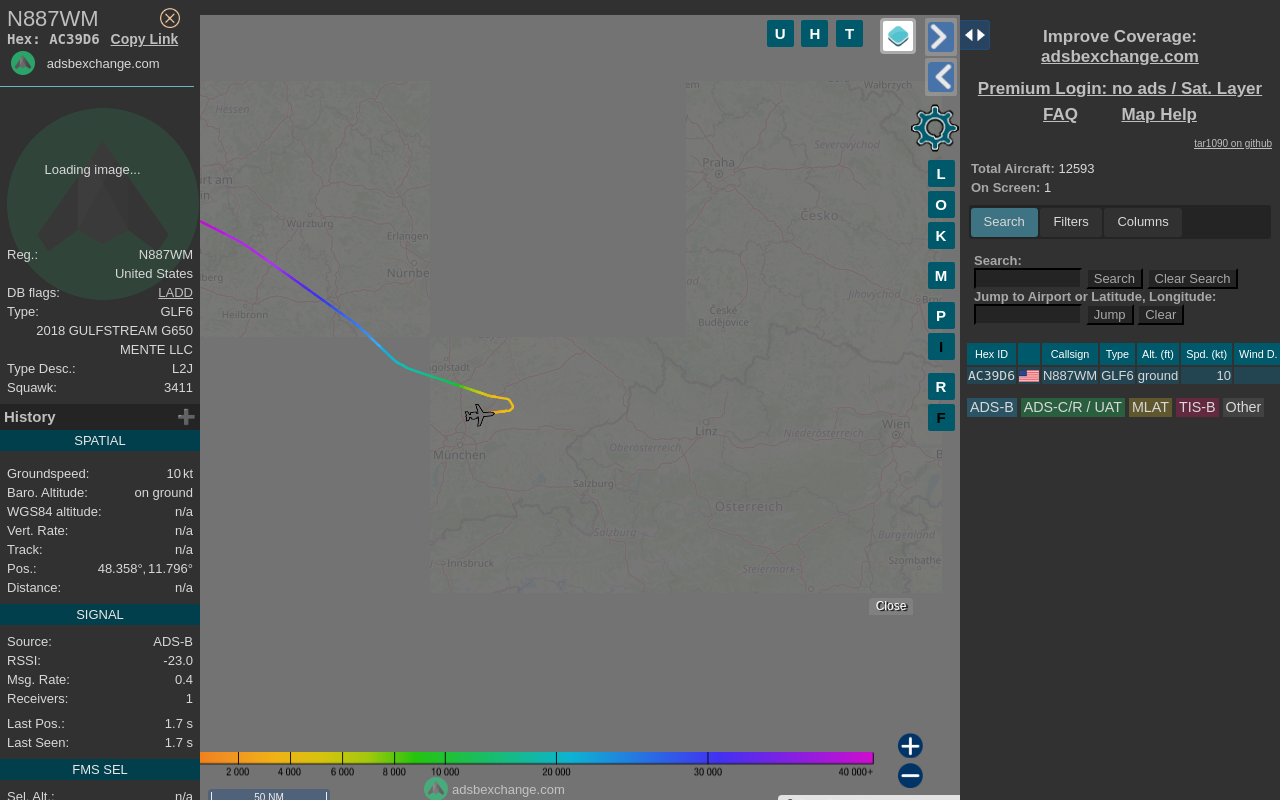 N887WM
Hex: AC39D6 Copy Link
adsbexchange.com
Loading image...
Reg.: N887WM
United States
DB flags: LADD
Type: GLF6
2018 GULFSTREAM G650
MENTE LLC
Type Desc.: L2J
Squawk: 3411
History
SPATIAL
Groundspeed: 10 kt
Baro. Altitude: on ground
WGS84 altitude: n/a
Vert. Rate: n/a
Track: n/a
Pos.: 48.358°, 11.796°
Distance: n/a
SIGNAL
Source: ADS-B
RSSI: -23.0
Msg. Rate: 0.4
Receivers: 1
Last Pos.: 1.7 s
Last Seen: 1.7 s
FMS SEL
Sel. Alt.: n/a
U H T
L
O
K
M
P
I
R
F
Hessen
Würzburg
Erlangen
Heilbronn
Praha
Severovýchod
Wałbrzych
Česko
České
Budějovice
Jihovýchod
München
Linz
Wien
Oberösterreich
Niederösterreich
Salzburg
Österreich
Salzburg
Burgenland
Innsbruck
Steiermark
Szombathe
Close
2 000 4 000 6 000 8 000 10 000 20 000 30 000 40 000+
adsbexchange.com
50 NM
Improve Coverage:
adsbexchange.com
Premium Login: no ads / Sat. Layer
FAQ Map Help
tar1090 on github
Total Aircraft: 12593
On Screen: 1
Search Filters Columns
Search:
Search Clear Search
Jump to Airport or Latitude, Longitude:
Jump Clear
Hex ID Callsign Type Alt. (ft) Spd. (kt) Wind D.
AC39D6 N887WM GLF6 ground 10
ADS-B ADS-C/R / UAT MLAT TIS-B Other